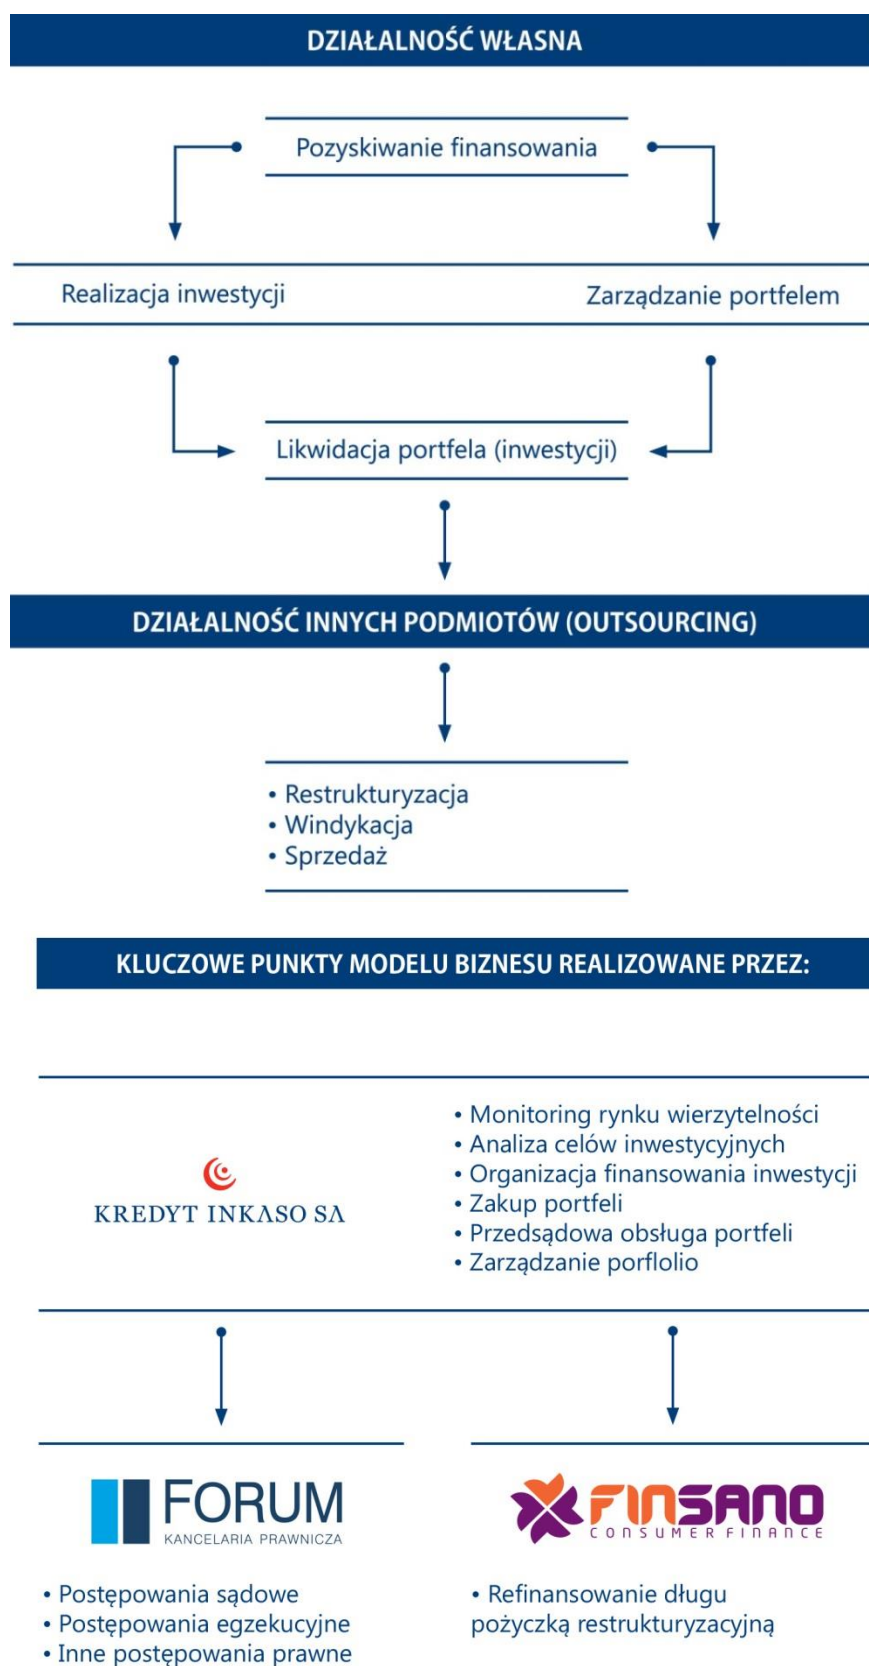 DZIAŁALNOŚĆ WŁASNA
Pozyskiwanie finansowania
Realizacja inwestycji
Zarządzanie portfelem
Likwidacja portfela (inwestycji)
DZIAŁALNOŚĆ INNYCH PODMIOTÓW (OUTSOURCING)
• Restrukturyzacja
• Windykacja
• Sprzedaż
KLUCZOWE PUNKTY MODELU BIZNESU REALIZOWANE PRZEZ:
KREDYT INKASO SA
• Monitoring rynku wierzytelności
• Analiza celów inwestycyjnych
• Organizacja finansowania inwestycji
• Zakup portfeli
• Przedsądowa obsługa portfeli
• Zarządzanie porflolio
FORUM
KANCELARIA PRAWNICZA
• Postępowania sądowe
• Postępowania egzekucyjne
• Inne postępowania prawne
FINSANO
CONSUMER FINANCE
• Refinansowanie długu
pożyczką restrukturyzacyjną